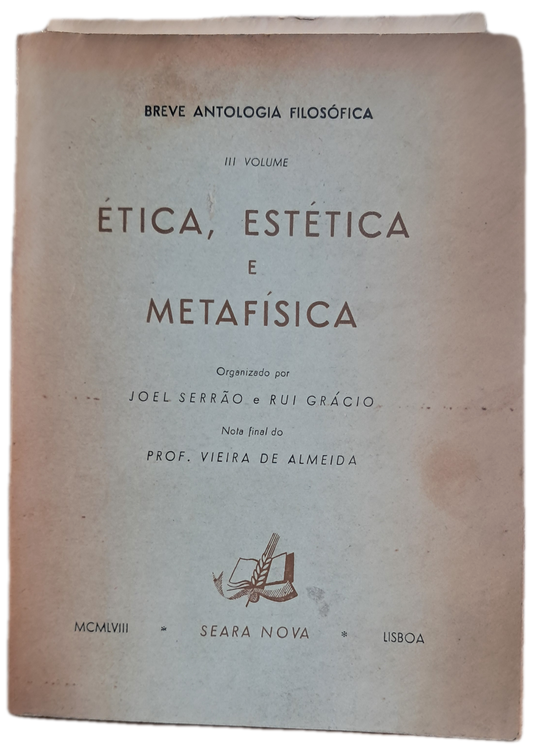 BREVE ANTOLOGIA FILOSÓFICA
III VOLUME
ÉTICA, ESTÉTICA
E
METAFÍSICA
Organizado por
JOEL SERRÃO e RUI GRÁCIO
Nota final do
PROF. VIEIRA DE ALMEIDA
MCMLVIII * SEARA NOVA * LISBOA